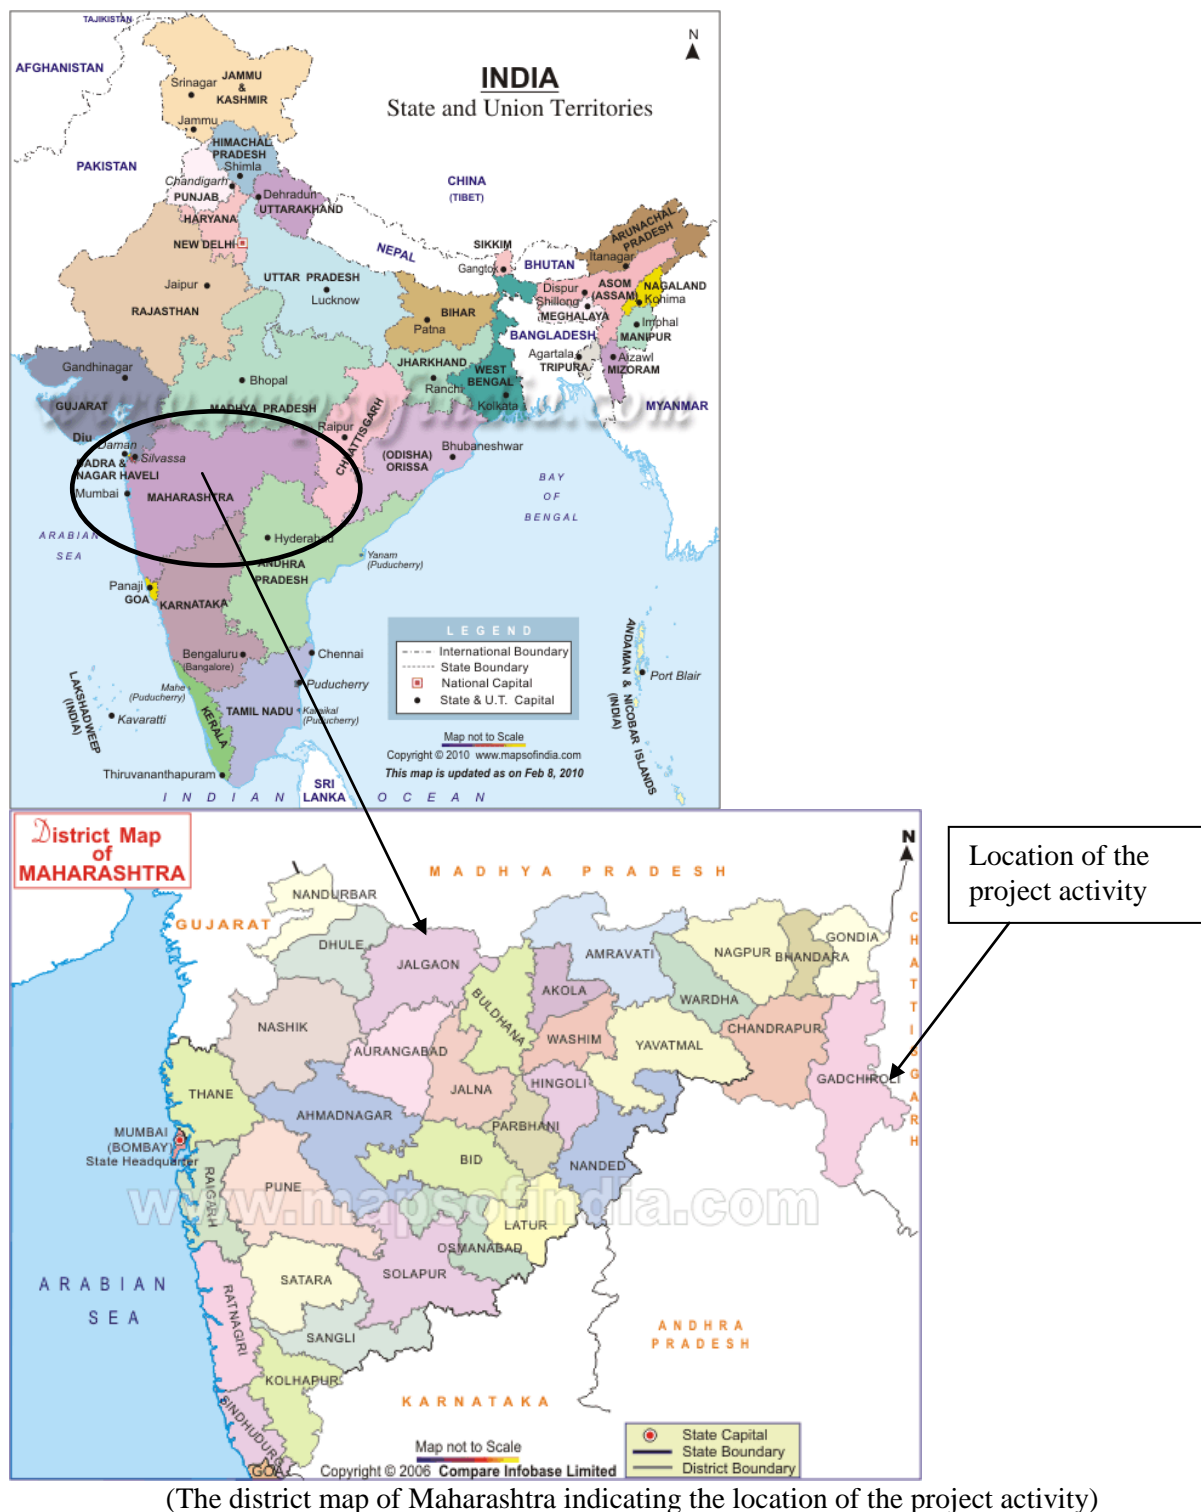 TAJIKISTAN
AFGHANISTAN
N
INDIA
State and Union Territories
Srinagar
JAMMU
&
KASHMIR
Jammu
HIMACHAL
PRADESH
Shimla
PAKISTAN
Chandigarh
PUNJAB
Dehradun
UTTARAKHAND
CHINA
(TIBET)
HARYANA
NEW DELHI
NEPAL
SIKKIM
Gangtok
BHUTAN
ARUNACHAL
PRADESH
Itanagar
UTTAR PRADESH
Lucknow
Jaipur
RAJASTHAN
Dispur
Shillong
ASOM
(ASSAM)
NAGALAND
Kohima
MEGHALAYA
BIHAR
Patna
BANGLADESH
Imphal
MANIPUR
Agartala
TRIPURA
Aizawl
MIZORAM
JHARKHAND
Ranchi
WEST
BENGAL
Kolkata
Gandhinagar
GUJARAT
Bhopal
MADHYA PRADESH
www.mapsofindia.com
MYANMAR
Raipur
CHHATTISGARH
Diu
Daman
Silvassa
DADRA &
NAGAR HAVELI
(ODISHA)
ORISSA
Bhubaneshwar
Mumbai
MAHARASHTRA
BAY
OF
BENGAL
ARABIAN
SEA
Hyderabad
ANDHRA
PRADESH
Yanam
(Puducherry)
Panaji
GOA
KARNATAKA
LEGEND
International Boundary
State Boundary
National Capital
State & U.T. Capital
Bengaluru
(Bangalore)
Chennai
Mahe
(Puducherry)
Puducherry
LAKSHADWEEP
(INDIA)
Kavaratti
KERALA
TAMIL NADU
Karaikal
(Puducherry)
ANDAMAN & NICOBAR ISLANDS
(INDIA)
Port Blair
Map not to Scale
Copyright © 2010 www.mapsofindia.com
This map is updated as on Feb 8, 2010
Thiruvananthapuram
SRI
LANKA
INDIAN OCEAN
District Map
of
MAHARASHTRA
N
Location of the
project activity
MADHYA PRADESH
GUJARAT
CHATTISGARH
NANDURBAR
DHULE
JALGAON
AMRAVATI
NAGPUR
BHANDARA
GONDIA
BULDHANA
AKOLA
WARDHA
NASHIK
AURANGABAD
WASHIM
YAVATMAL
CHANDRAPUR
GADCHIROLI
THANE
AHMADNAGAR
JALNA
HINGOLI
PARBHANI
MUMBAI
(BOMBAY)
State Headquarter
RAIGARH
PUNE
BID
NANDED
www.mapsofindia.com
LATUR
OSMANABAD
ARABIAN
SEA
RATNAGIRI
SATARA
SOLAPUR
SANGLI
ANDHRA
PRADESH
KOLHAPUR
KARNATAKA
SINDHUDURG
GOA
Map not to Scale
Copyright © 2006 Compare Infobase Limited
State Capital
State Boundary
District Boundary
(The district map of Maharashtra indicating the location of the project activity)